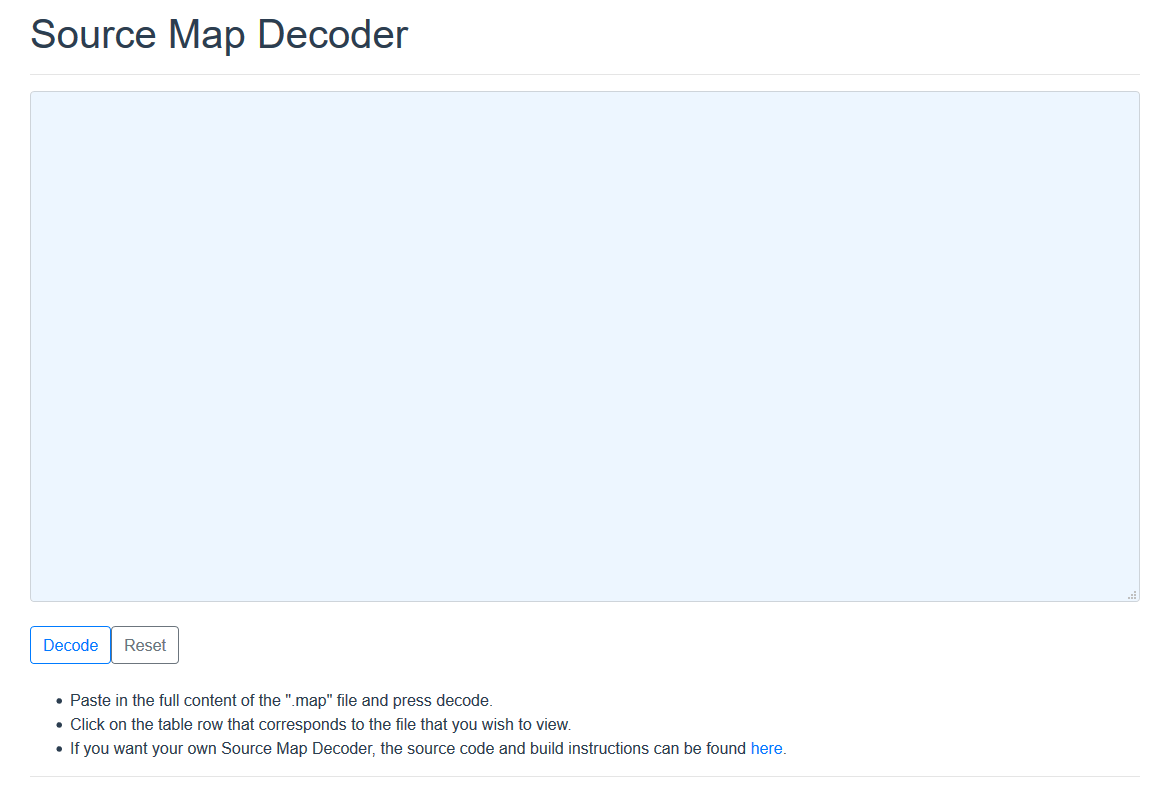 Source Map Decoder
Decode
Reset
Paste in the full content of the ".map" file and press decode.
Click on the table row that corresponds to the file that you wish to view.
If you want your own Source Map Decoder, the source code and build instructions can be found here.